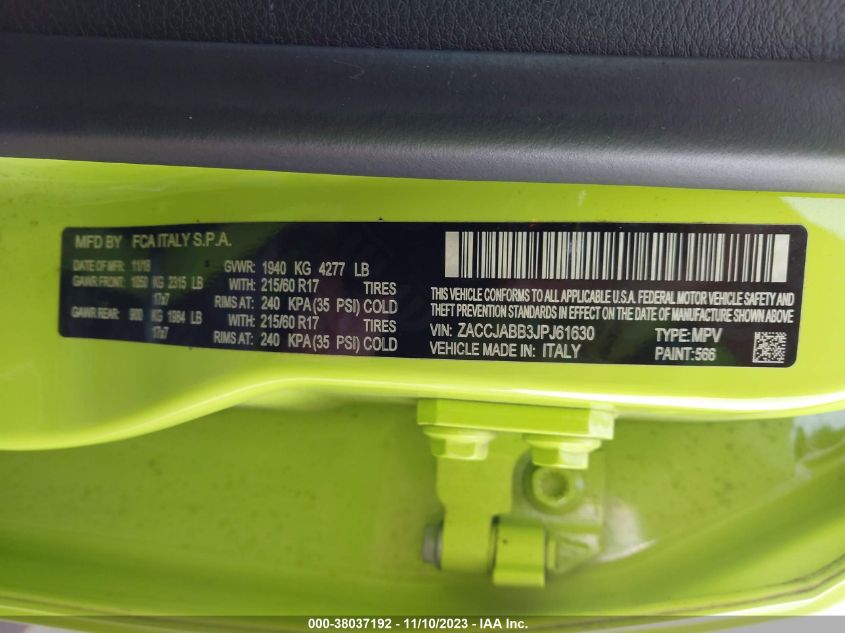 MFD BY FCA ITALY S.P.A.
DATE OF MFR: 11/18 GVWR: 1940 KG 4277 LB
GAWR FRONT: 1050 KG 2315 LB WITH: 215/60 R17 TIRES
17x7 RIMS AT: 240 KPA(35 PSI) COLD
GAWR REAR: 900 KG 1984 LB WITH: 215/60 R17 TIRES
17x7 RIMS AT: 240 KPA(35 PSI) COLD
THIS VEHICLE CONFORMS TO ALL APPLICABLE U.S.A. FEDERAL MOTOR VEHICLE SAFETY AND
THEFT PREVENTION STANDARDS IN EFFECT ON THE DATE OF MANUFACTURE SHOWN ABOVE.
VIN: ZACCJABB3JPJ61630 TYPE: MPV
VEHICLE MADE IN: ITALY PAINT: 566
000-38037192 - 11/10/2023 - IAA Inc.